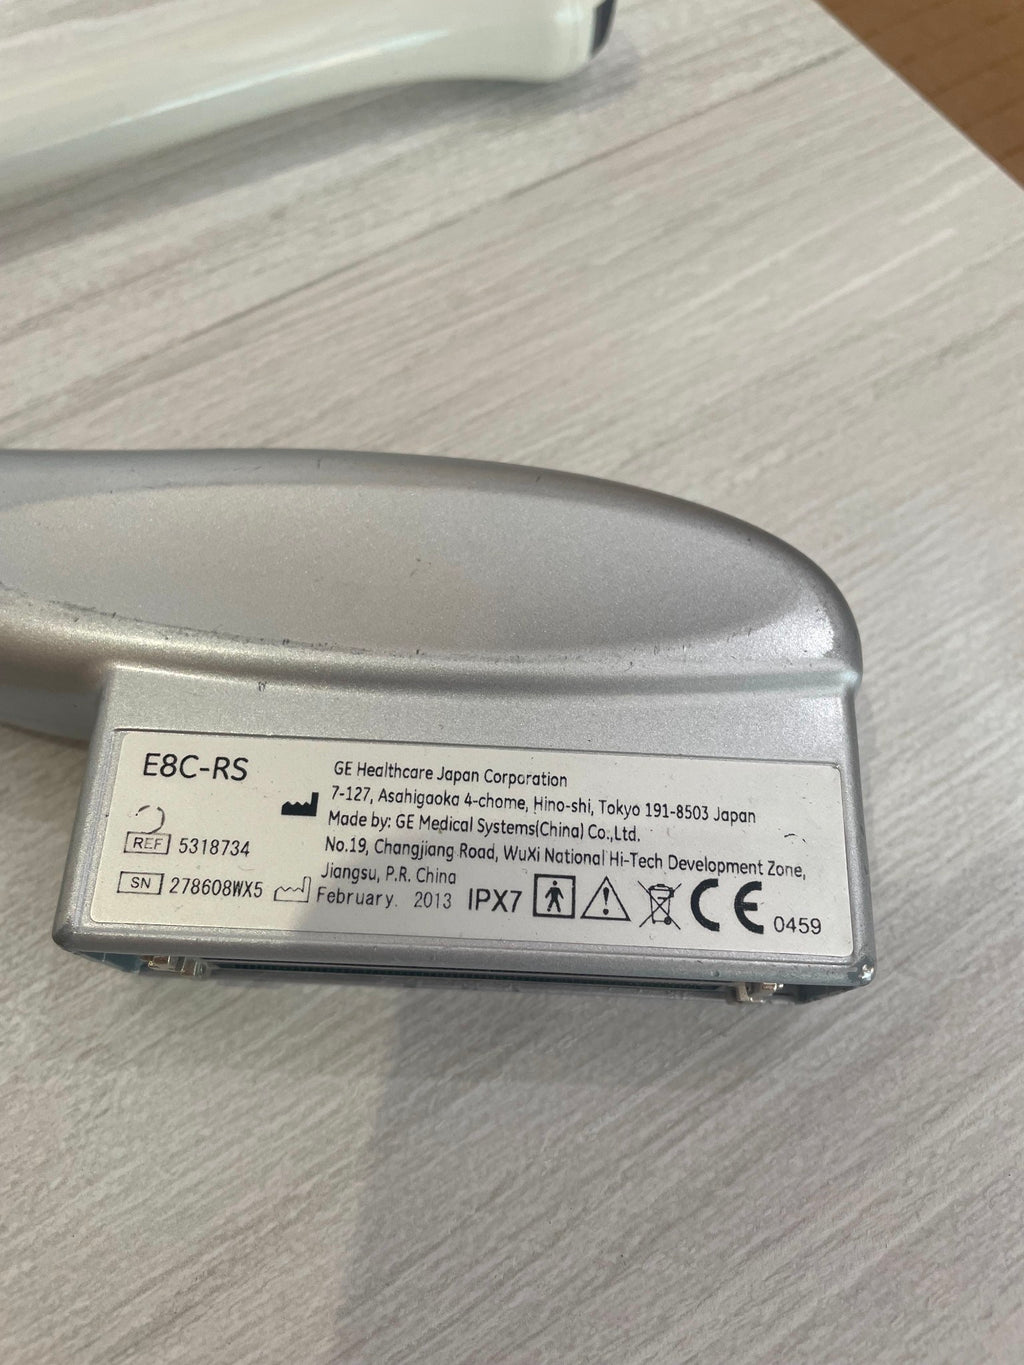 E8C-RS
REF 5318734
SN 278608WX5
GE Healthcare Japan Corporation
7-127, Asahigaoka 4-chome, Hino-shi, Tokyo 191-8503 Japan
Made by: GE Medical Systems(China) Co.,Ltd.
No.19, Changjiang Road, WuXi National Hi-Tech Development Zone,
Jiangsu, P.R. China
February. 2013 IPX7 CE 0459